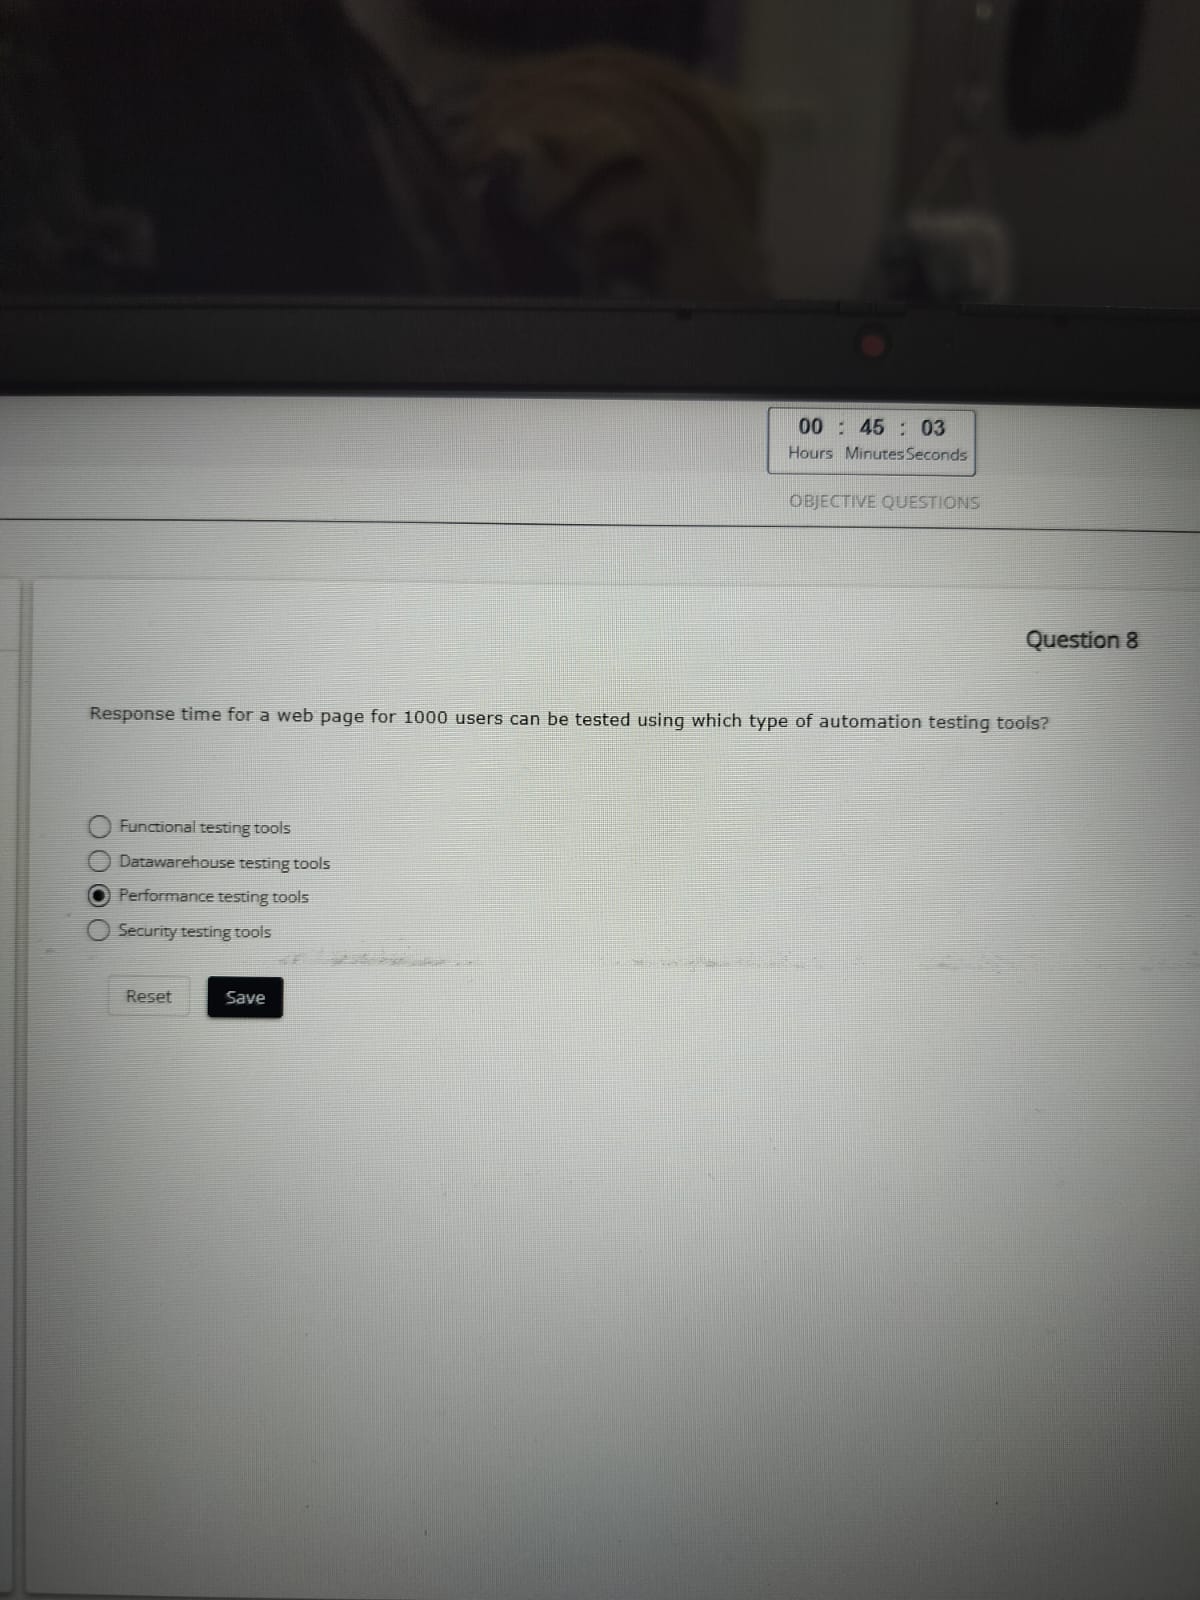 00 : 45 : 03
Hours Minutes Seconds
OBJECTIVE QUESTIONS
Question 8
Response time for a web page for 1000 users can be tested using which type of automation testing tools?
Functional testing tools
Datawarehouse testing tools
Performance testing tools
Security testing tools
Reset Save